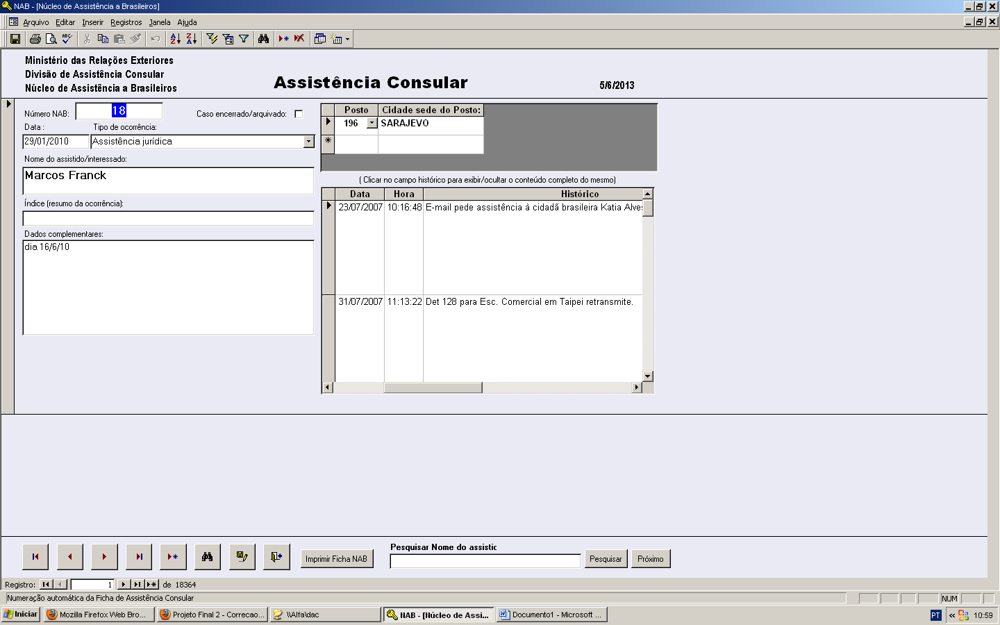 NAB - [Núcleo de Assistência a Brasileiros]
Arquivo Editar Inserir Registros Janela Ajuda
Ministério das Relações Exteriores
Divisão de Assistência Consular
Núcleo de Assistência a Brasileiros
Assistência Consular
5/6/2013
Número NAB: 18 Caso encerrado/arquivado:
Data : Tipo de ocorrência:
29/01/2010 Assistência jurídica
Nome do assistido/interessado:
Marcos Franck
Índice (resumo da ocorrência):
Dados complementares:
dia 16/6/10
Posto Cidade sede do Posto:
196 SARAJEVO
( Clicar no campo histórico para exibir/ocultar o conteúdo completo do mesmo)
Data Hora Histórico
23/07/2007 10:16:48 E-mail pede assistência à cidadã brasileira Katia Alves
31/07/2007 11:13:22 Det 128 para Esc. Comercial em Taipei retransmite.
Imprimir Ficha NAB
Pesquisar Nome do assistic
Pesquisar Próximo
Registro: 1 de 18364
Numeração automática da Ficha de Assistência Consular
NUM
Iniciar Mozilla Firefox Web Bro... Projeto Final 2 - Correcao... \\Alfa\dac NAB - [Núcleo de Assi... Documento1 - Microsoft ... PT « 10:59